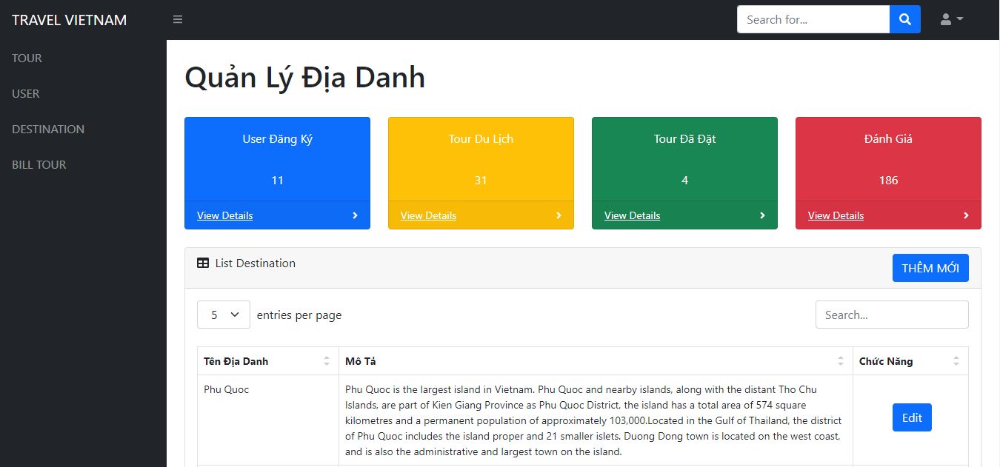 TRAVEL VIETNAM
Search for...
TOUR
USER
DESTINATION
BILL TOUR
Quản Lý Địa Danh
User Đăng Ký
11
View Details
Tour Du Lịch
31
View Details
Tour Đã Đặt
4
View Details
Đánh Giá
186
View Details
List Destination
THÊM MỚI
5
entries per page
Search...
Tên Địa Danh
Mô Tả
Chức Năng
Phu Quoc
Phu Quoc is the largest island in Vietnam. Phu Quoc and nearby islands, along with the distant Tho Chu
Islands, are part of Kien Giang Province as Phu Quoc District, the island has a total area of 574 square
kilometres and a permanent population of approximately 103,000.Located in the Gulf of Thailand, the district
of Phu Quoc includes the island proper and 21 smaller islets. Duong Dong town is located on the west coast,
and is also the administrative and largest town on the island.
Edit